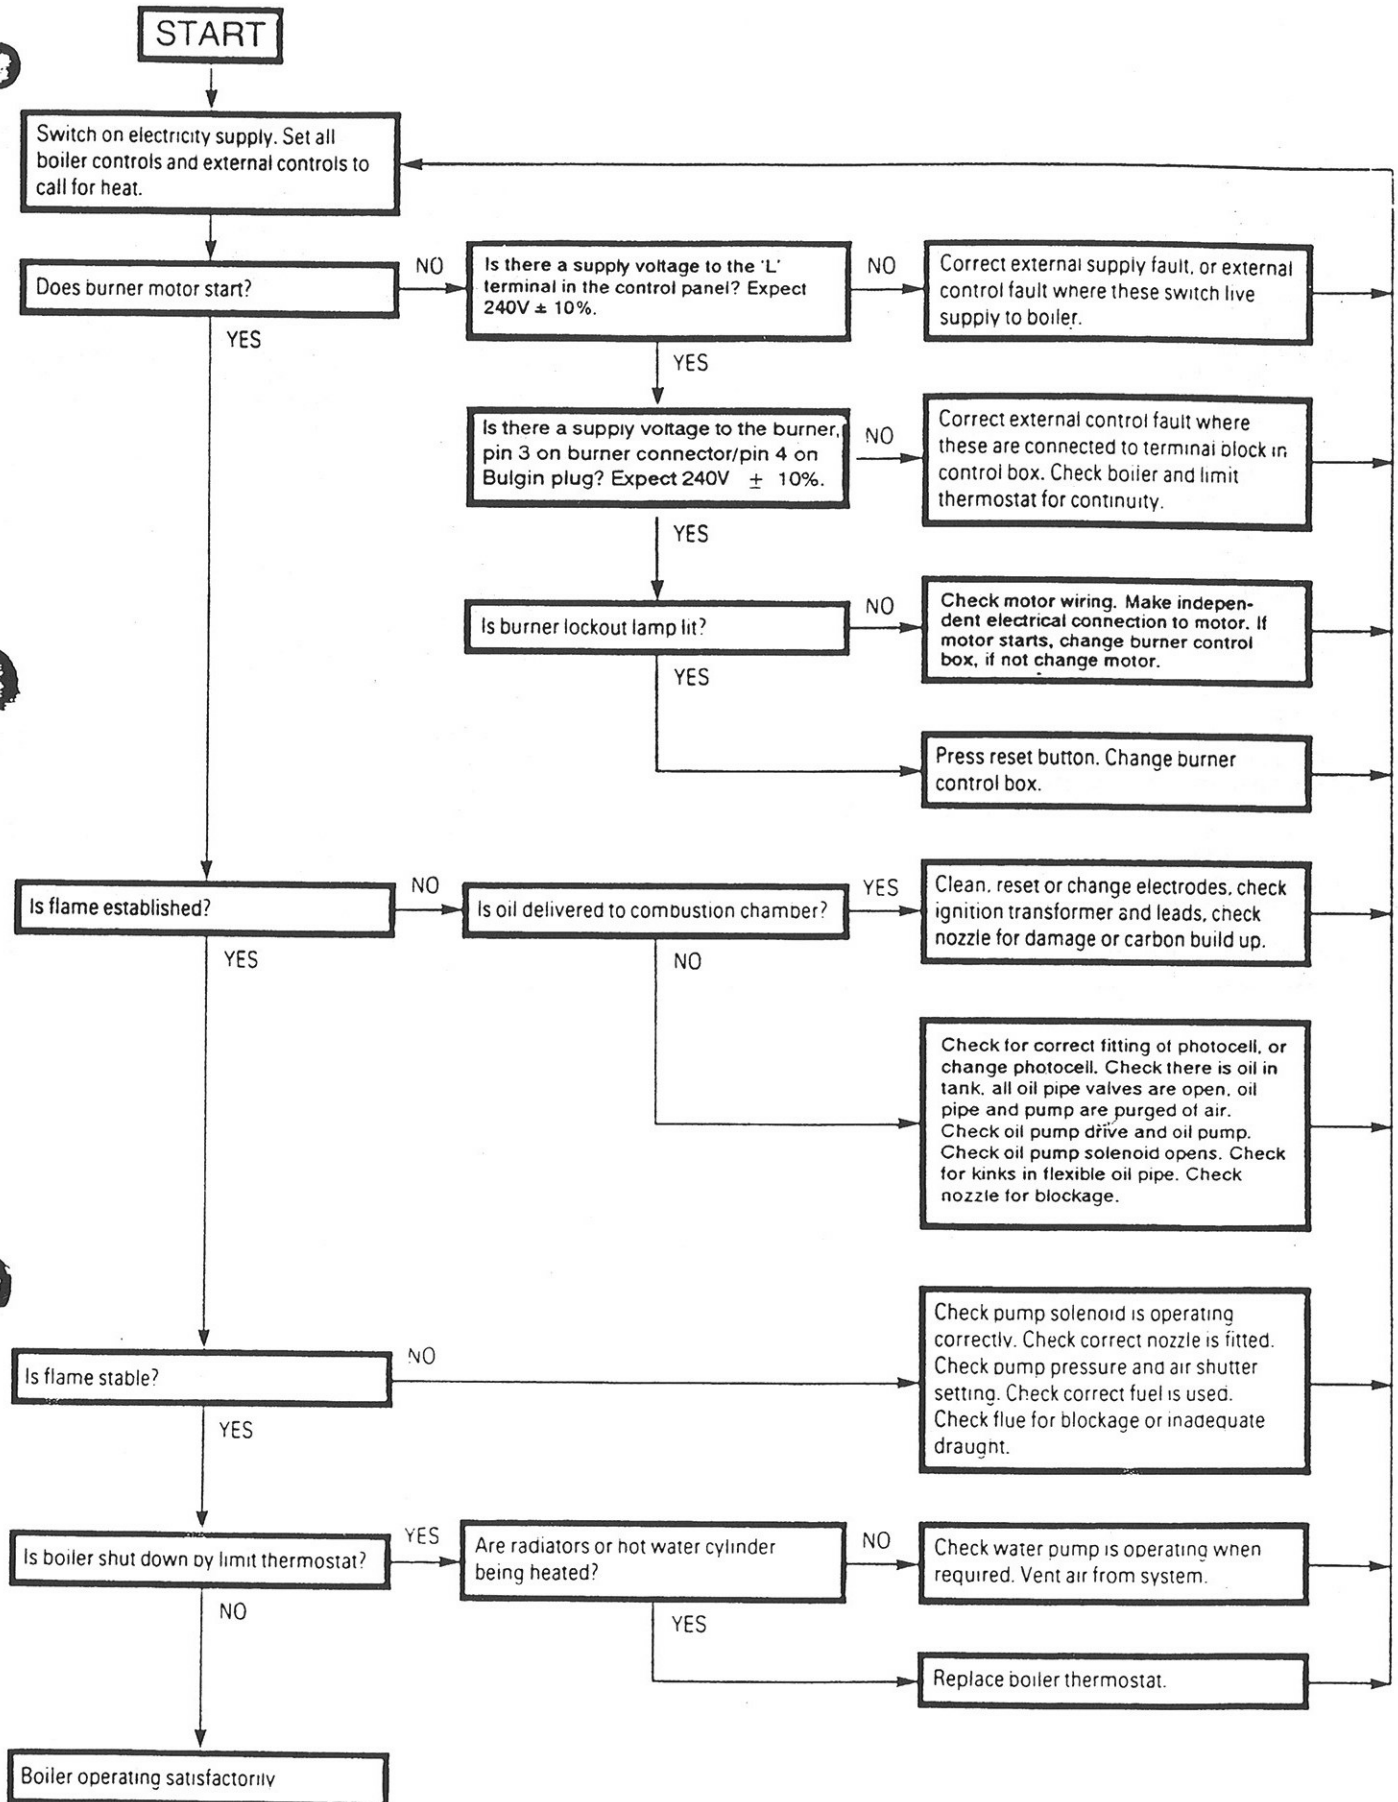 START
Switch on electricity supply. Set all
boiler controls and external controls to
call for heat.
Does burner motor start?
NO
Is there a supply voltage to the 'L'
terminal in the control panel? Expect
240V ± 10%.
NO
Correct external supply fault, or external
control fault where these switch live
supply to boiler.
YES
YES
Is there a supply voltage to the burner,
pin 3 on burner connector/pin 4 on
Bulgin plug? Expect 240V ± 10%.
NO
Correct external control fault where
these are connected to terminal block in
control box. Check boiler and limit
thermostat for continuity.
YES
Is burner lockout lamp lit?
NO
Check motor wiring. Make indepen-
dent electrical connection to motor. If
motor starts, change burner control
box, if not change motor.
YES
Press reset button. Change burner
control box.
Is flame established?
NO
Is oil delivered to combustion chamber?
YES
Clean, reset or change electrodes, check
ignition transformer and leads, check
nozzle for damage or carbon build up.
YES
NO
Check for correct fitting of photocell, or
change photocell. Check there is oil in
tank, all oil pipe valves are open, oil
pipe and pump are purged of air.
Check oil pump drive and oil pump.
Check oil pump solenoid opens. Check
for kinks in flexible oil pipe. Check
nozzle for blockage.
Is flame stable?
NO
Check pump solenoid is operating
correctly. Check correct nozzle is fitted.
Check pump pressure and air shutter
setting. Check correct fuel is used.
Check flue for blockage or inadequate
draught.
YES
Is boiler shut down by limit thermostat?
YES
Are radiators or hot water cylinder
being heated?
NO
Check water pump is operating when
required. Vent air from system.
NO
YES
Replace boiler thermostat.
Boiler operating satisfactorily